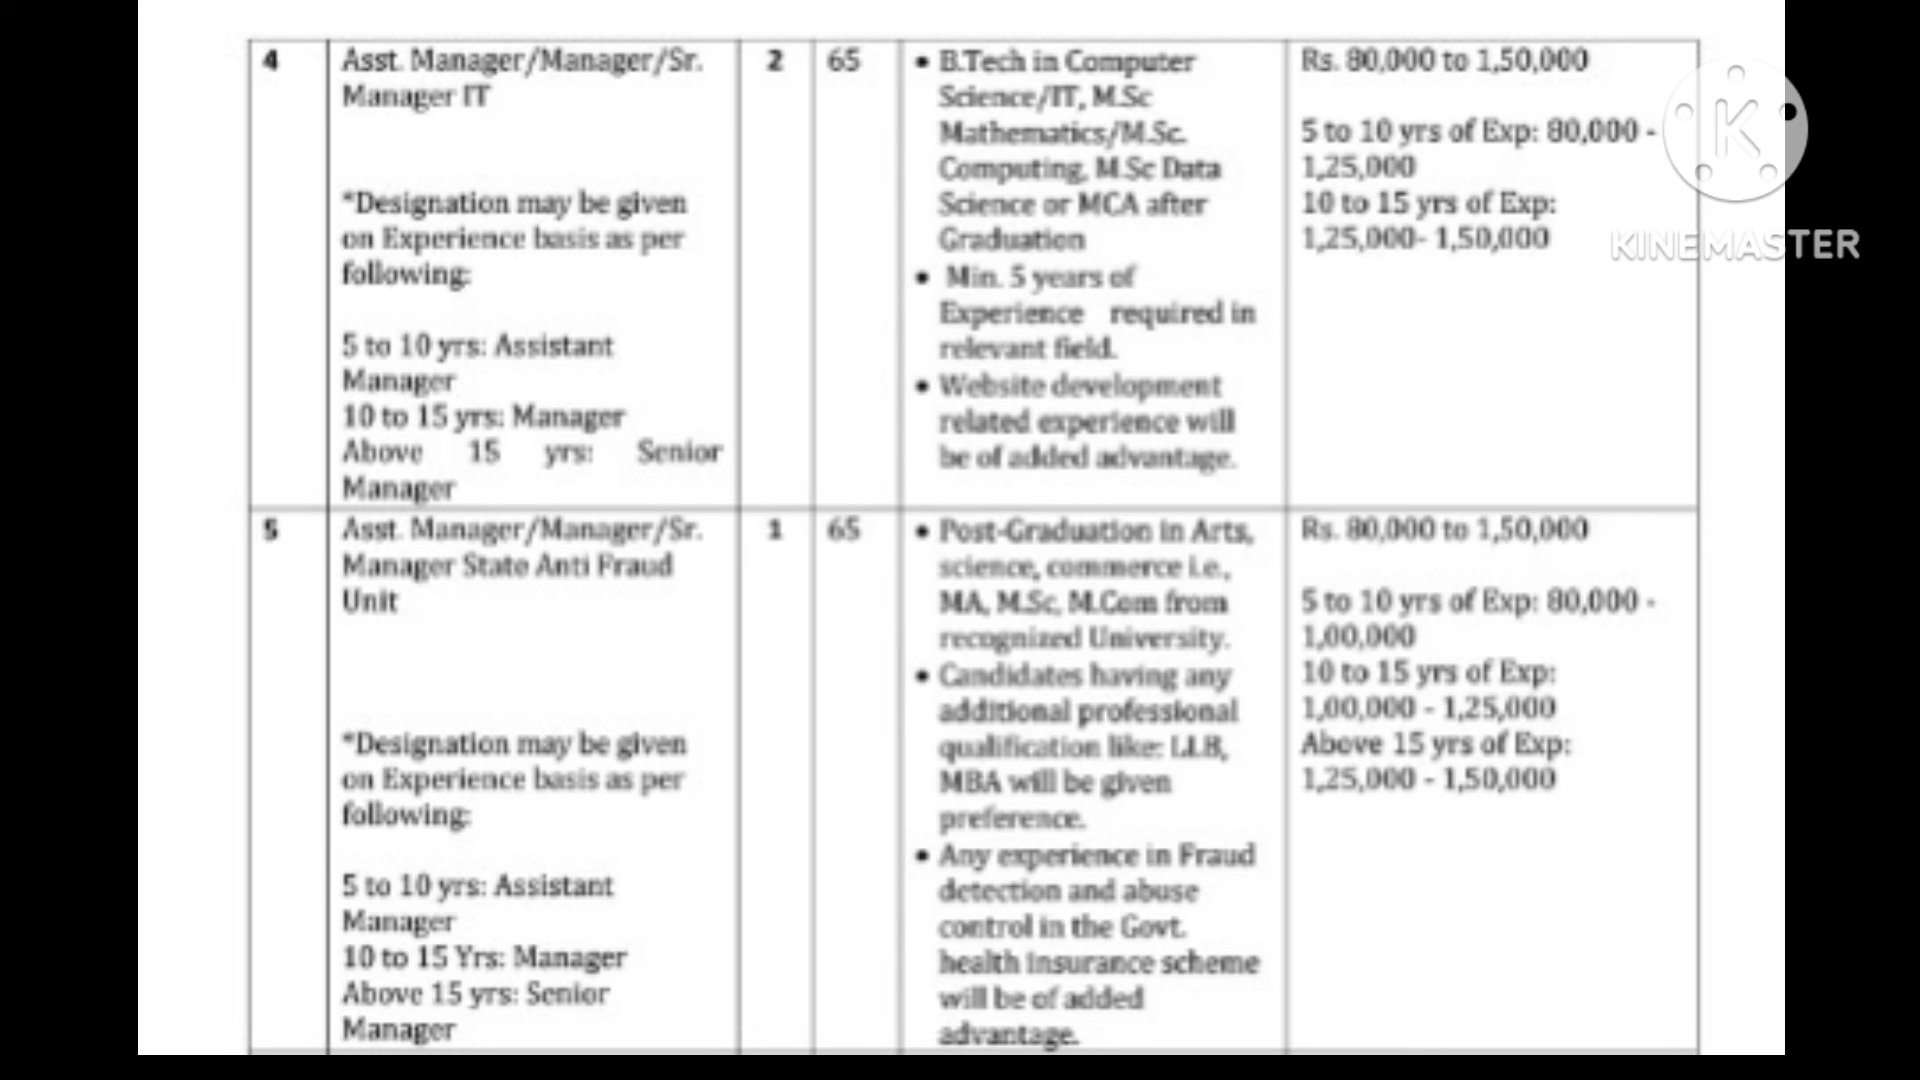 4
Asst. Manager/Manager/Sr.
Manager IT
*Designation may be given
on Experience basis as per
following:
5 to 10 yrs: Assistant
Manager
10 to 15 yrs: Manager
Above 15 yrs: Senior
Manager
2
65
• B.Tech in Computer
Science/IT, M.Sc
Mathematics/M.Sc.
Computing, M.Sc Data
Science or MCA after
Graduation
• Min. 5 years of
Experience required in
relevant field.
• Website development
related experience will
be of added advantage.
Rs. 80,000 to 1,50,000
5 to 10 yrs of Exp: 80,000 -
1,25,000
10 to 15 yrs of Exp:
1,25,000- 1,50,000
5
Asst. Manager/Manager/Sr.
Manager State Anti Fraud
Unit
*Designation may be given
on Experience basis as per
following:
5 to 10 yrs: Assistant
Manager
10 to 15 Yrs: Manager
Above 15 yrs: Senior
Manager
1
65
• Post-Graduation in Arts,
science, commerce i.e.,
MA, M.Sc, M.Com from
recognized University.
• Candidates having any
additional professional
qualification like: LLB,
MBA will be given
preference.
• Any experience in Fraud
detection and abuse
control in the Govt.
health insurance scheme
will be of added
advantage.
Rs. 80,000 to 1,50,000
5 to 10 yrs of Exp: 80,000 -
1,00,000
10 to 15 yrs of Exp:
1,00,000 - 1,25,000
Above 15 yrs of Exp:
1,25,000 - 1,50,000
K
KINEMASTER